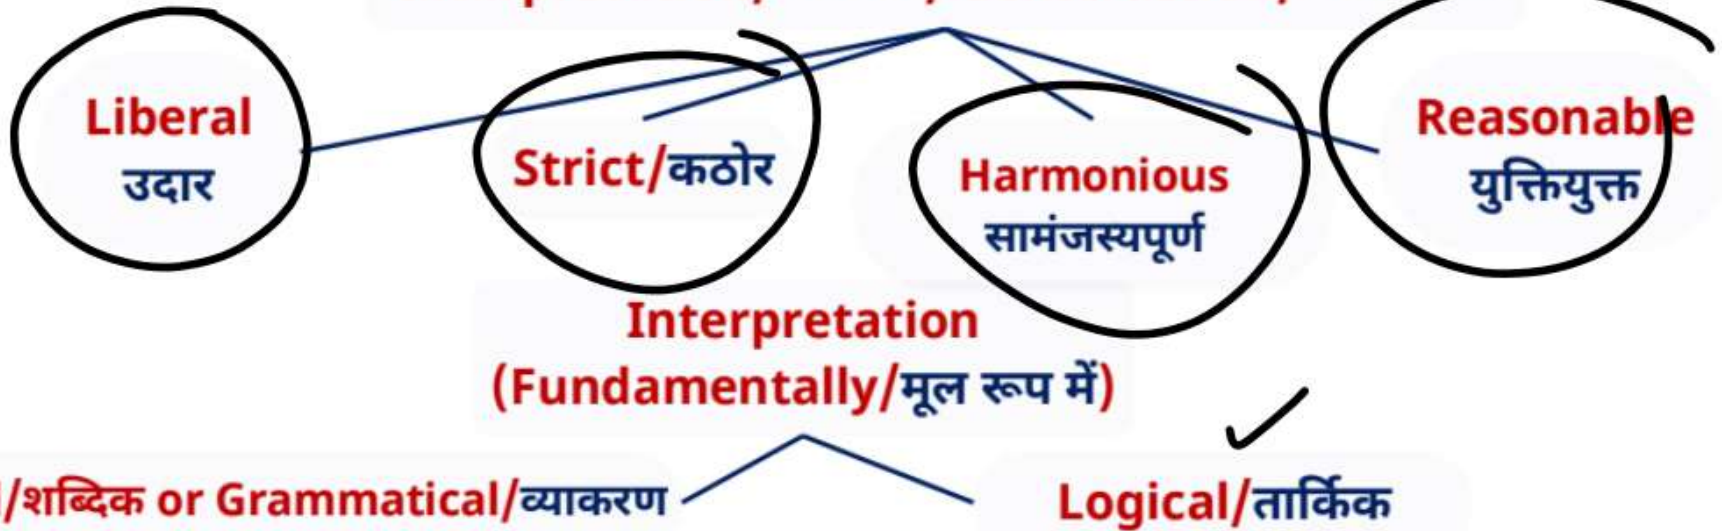 Liberal
उदार
Strict/कठोर
Harmonious
सामंजस्यपूर्ण
Reasonable
युक्तियुक्त
Interpretation
(Fundamentally/मूल रूप में)
/शब्दिक or Grammatical/व्याकरण
Logical/तार्किक